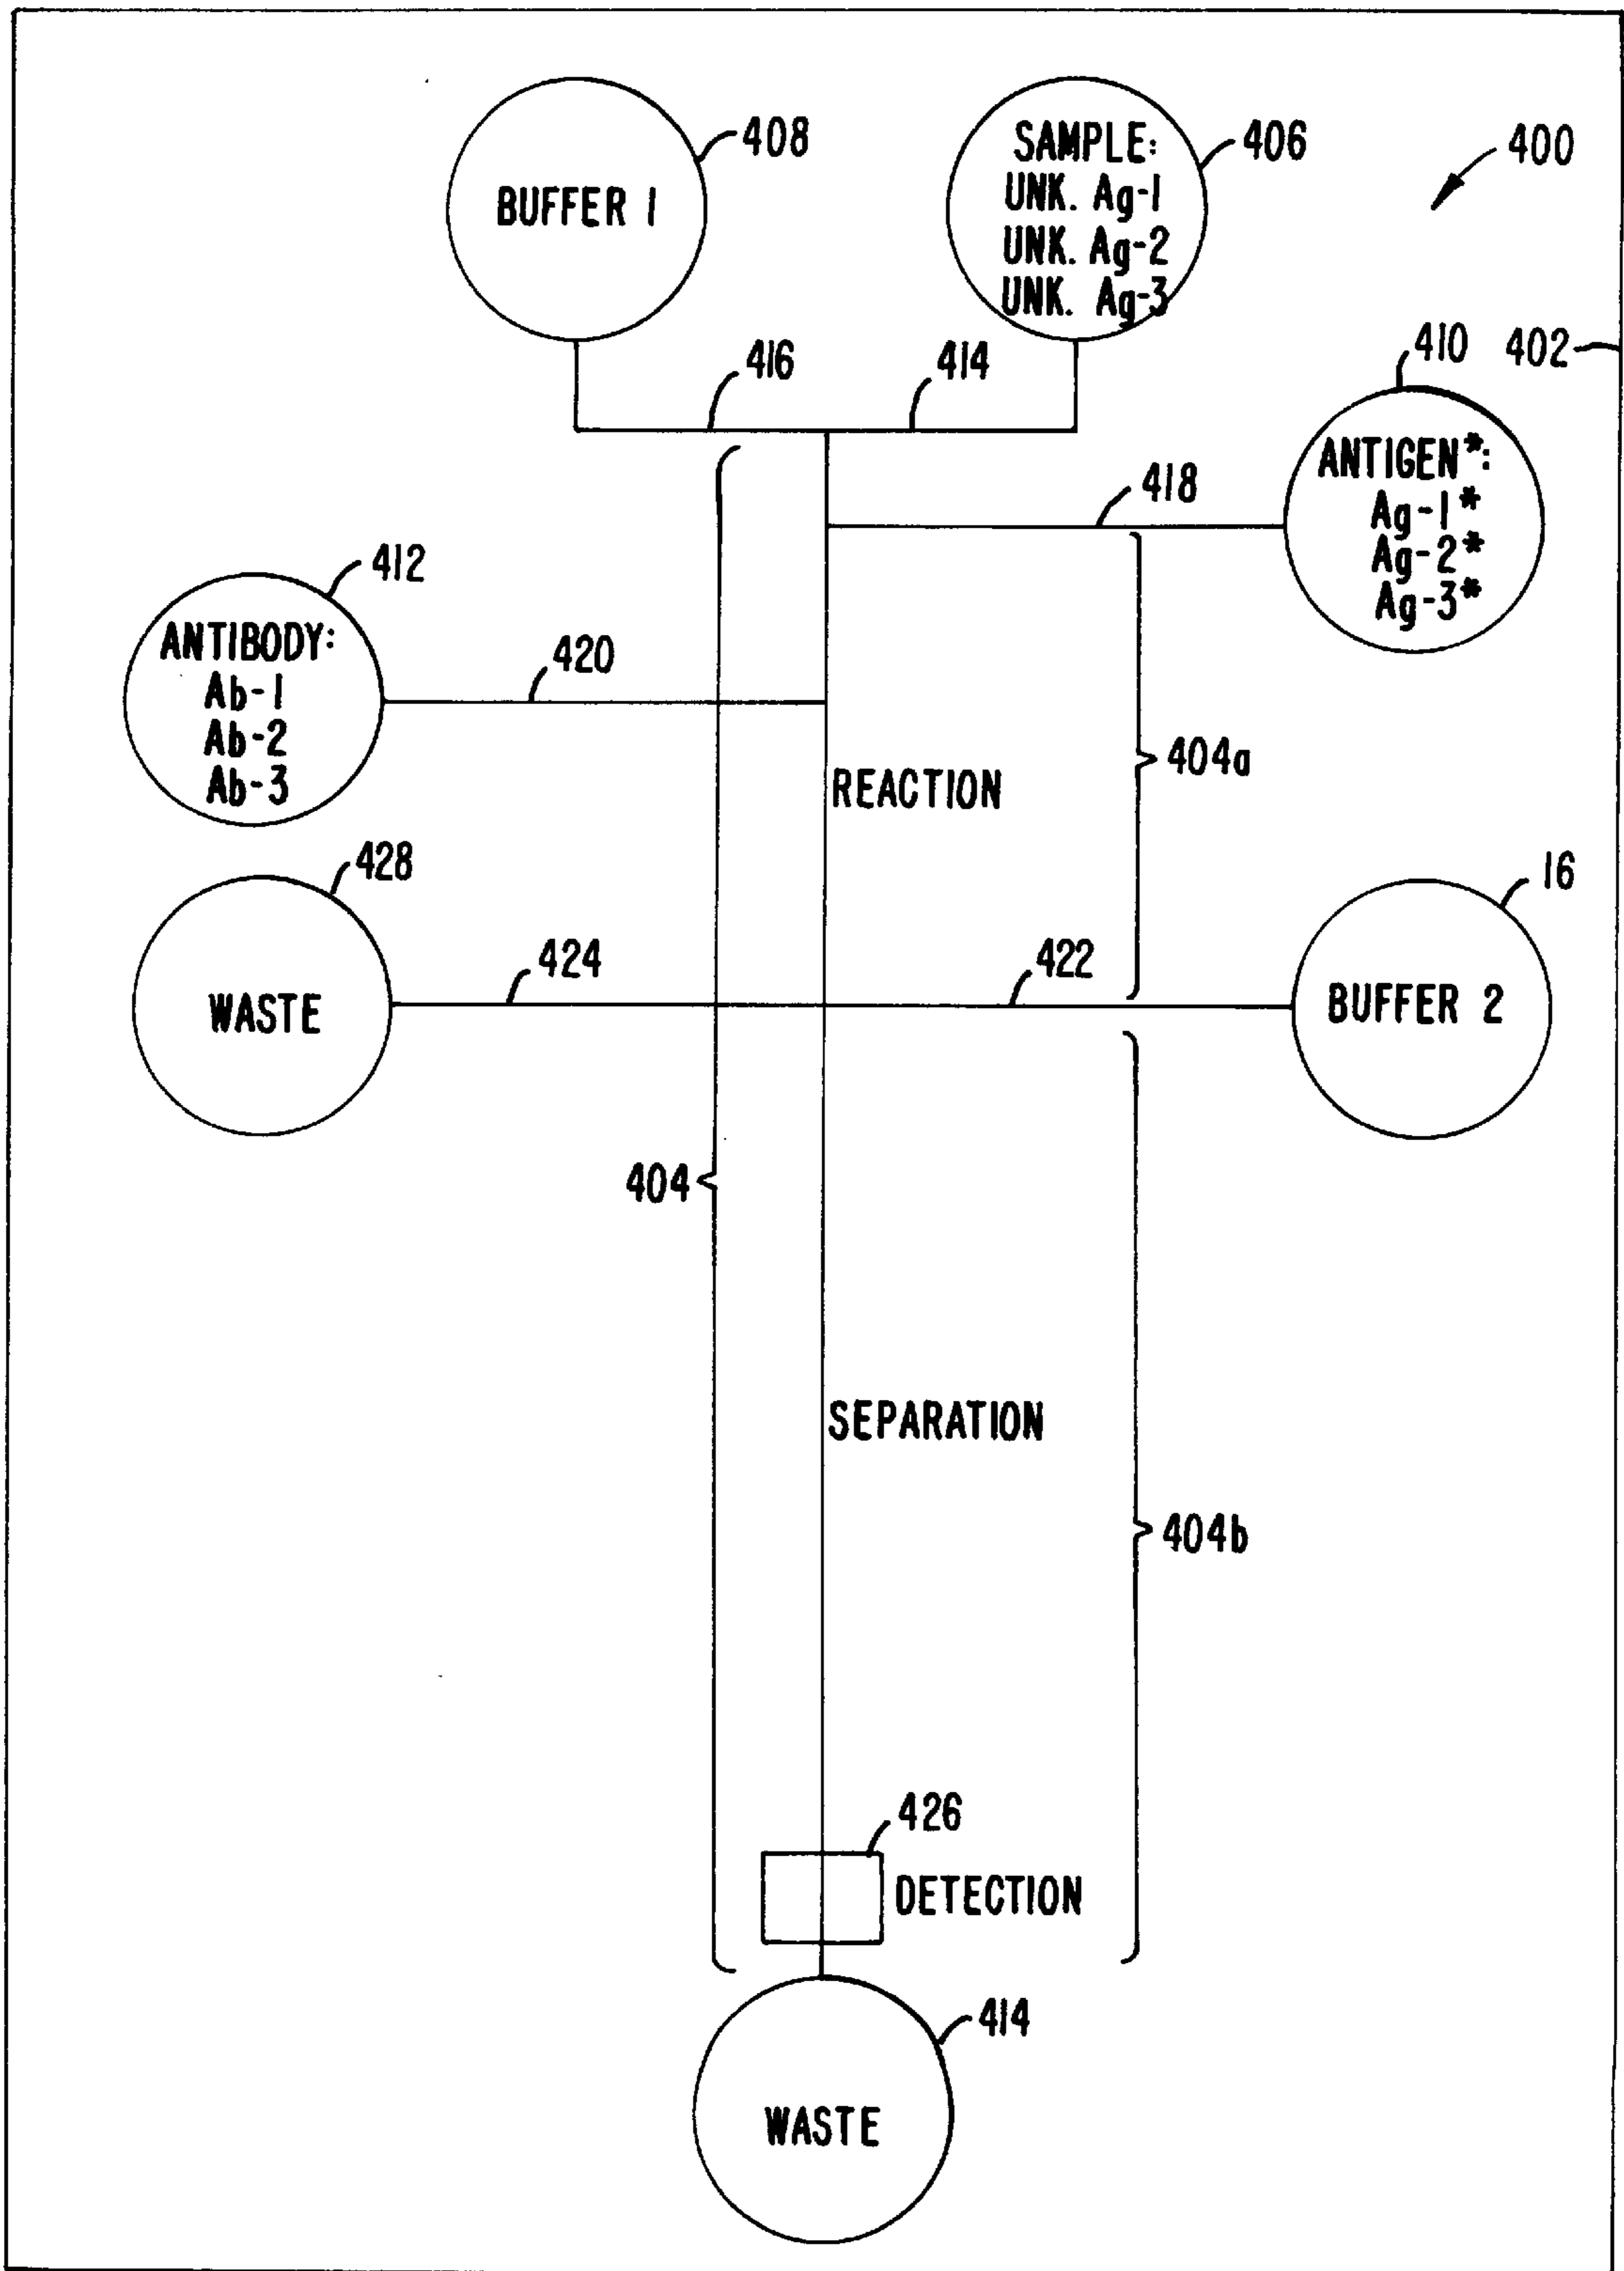 408
BUFFER 1
SAMPLE:
UNK. Ag-1
UNK. Ag-2
UNK. Ag-3
406
400
416
414
410
402
ANTIGEN*:
Ag-1*
Ag-2*
Ag-3*
418
412
ANTIBODY:
Ab-1
Ab-2
Ab-3
420
REACTION
404a
428
WASTE
424
422
16
BUFFER 2
404
SEPARATION
404b
426
DETECTION
414
WASTE